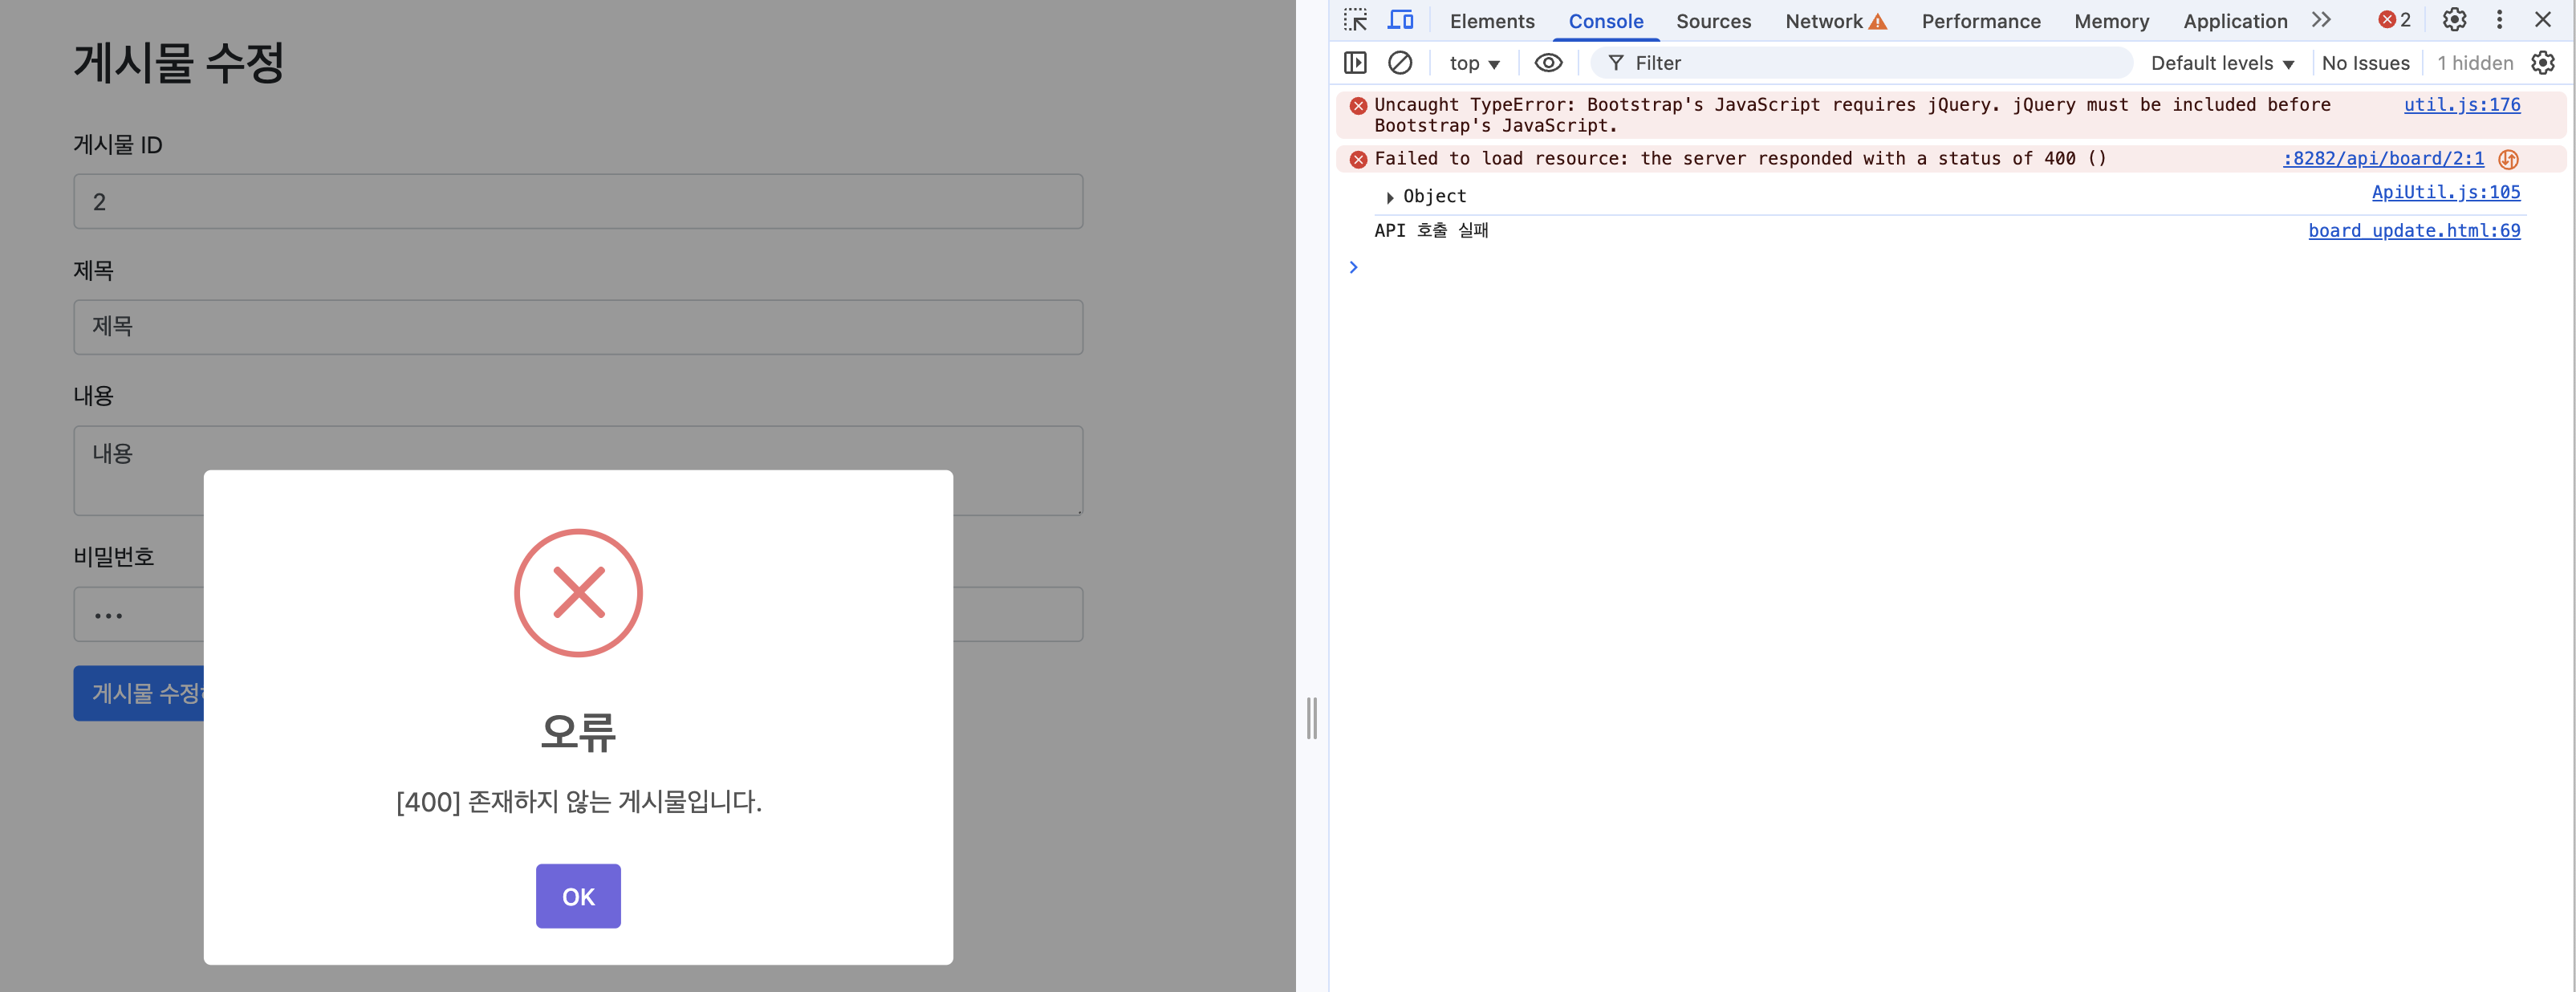 게시물 수정
게시물 ID
2
제목
제목
내용
내용
비밀번호
•••
게시물 수정
오류
[400] 존재하지 않는 게시물입니다.
OK
Elements Console Sources Network Performance Memory Application 2
top Filter Default levels No Issues 1 hidden
Uncaught TypeError: Bootstrap's JavaScript requires jQuery. jQuery must be included before util.js:176
Bootstrap's JavaScript.
Failed to load resource: the server responded with a status of 400 () :8282/api/board/2:1
Object ApiUtil.js:105
API 호출 실패 board_update.html:69